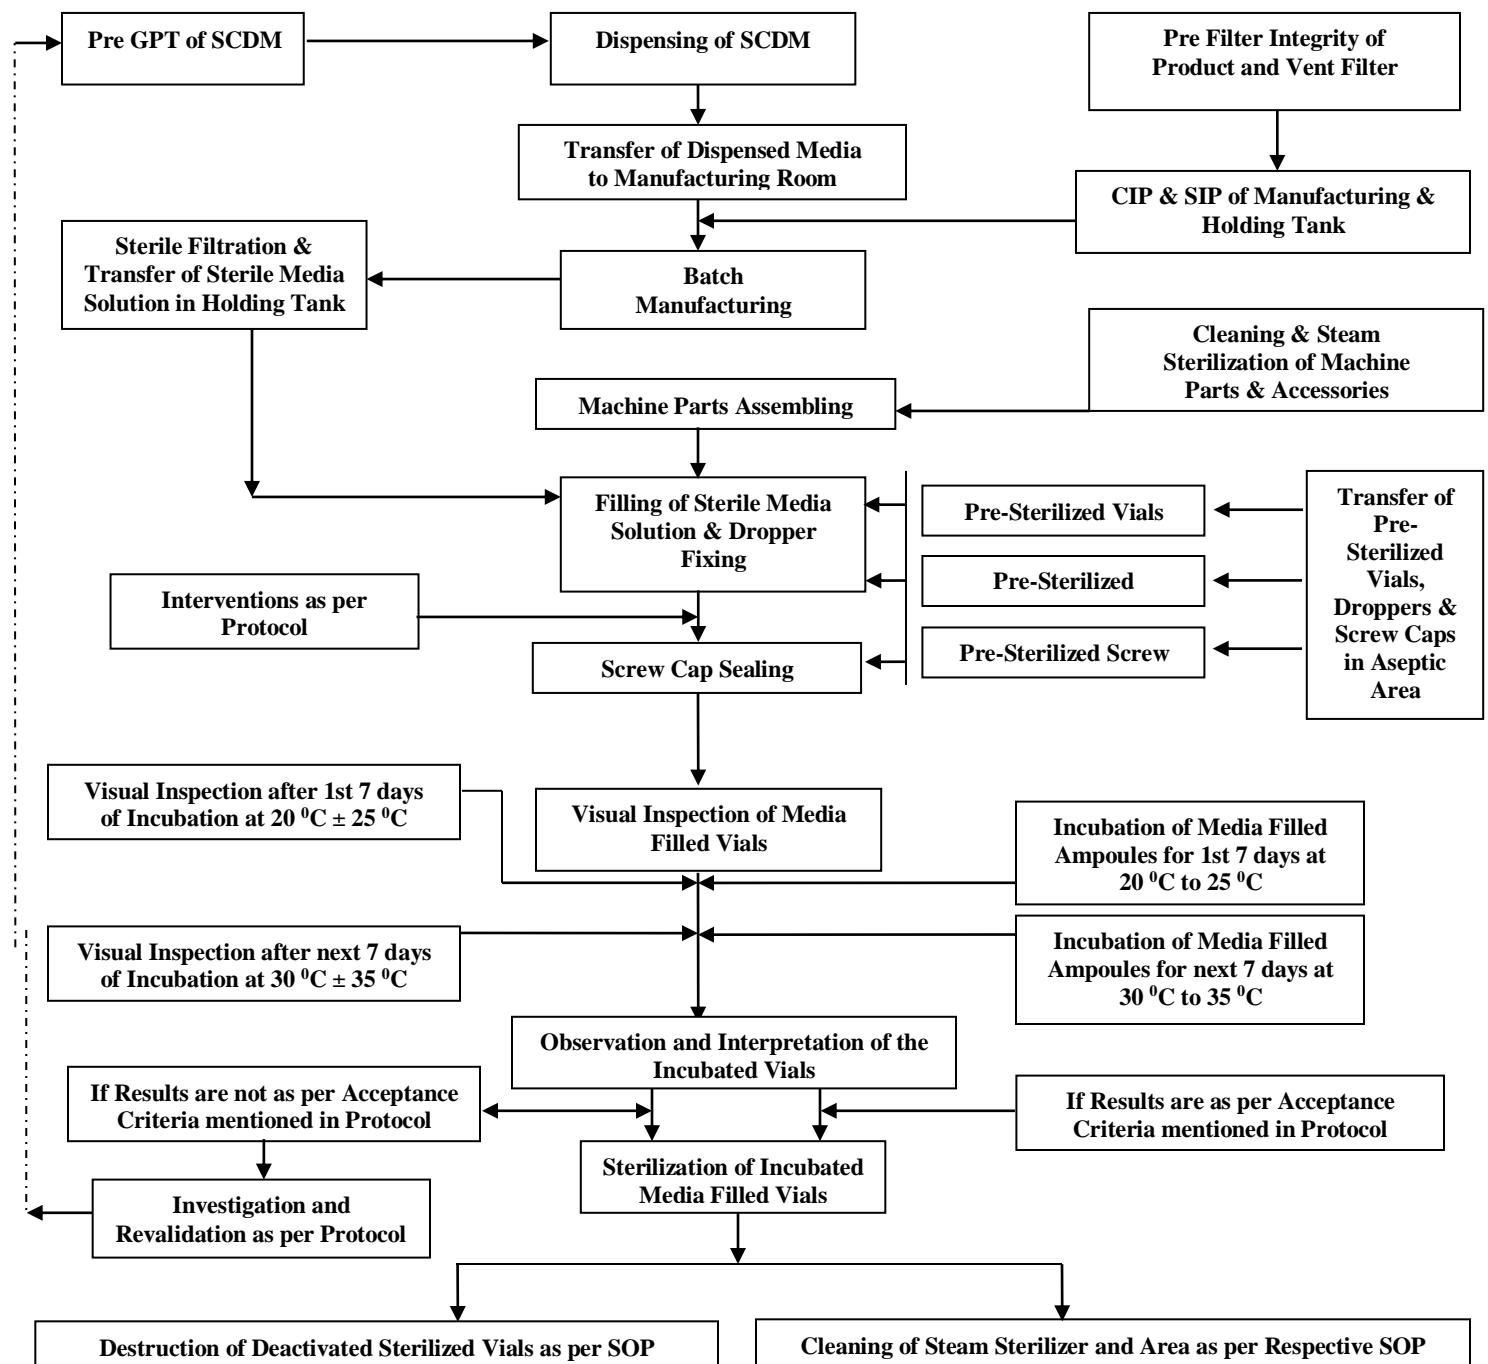 Pre GPT of SCDM
Dispensing of SCDM
Pre Filter Integrity of
Product and Vent Filter
Transfer of Dispensed Media
to Manufacturing Room
CIP & SIP of Manufacturing &
Holding Tank
Sterile Filtration &
Transfer of Sterile Media
Solution in Holding Tank
Batch
Manufacturing
Cleaning & Steam
Sterilization of Machine
Parts & Accessories
Machine Parts Assembling
Filling of Sterile Media
Solution & Dropper
Fixing
Pre-Sterilized Vials
Pre-Sterilized
Pre-Sterilized Screw
Transfer of
Pre-
Sterilized
Vials,
Droppers &
Screw Caps
in Aseptic
Area
Interventions as per
Protocol
Screw Cap Sealing
Visual Inspection after 1st 7 days
of Incubation at 20 ⁰C ± 25 ⁰C
Visual Inspection of Media
Filled Vials
Incubation of Media Filled
Ampoules for 1st 7 days at
20 ⁰C to 25 ⁰C
Visual Inspection after next 7 days
of Incubation at 30 ⁰C ± 35 ⁰C
Incubation of Media Filled
Ampoules for next 7 days at
30 ⁰C to 35 ⁰C
Observation and Interpretation of the
Incubated Vials
If Results are not as per Acceptance
Criteria mentioned in Protocol
If Results are as per Acceptance
Criteria mentioned in Protocol
Sterilization of Incubated
Media Filled Vials
Investigation and
Revalidation as per Protocol
Destruction of Deactivated Sterilized Vials as per SOP
Cleaning of Steam Sterilizer and Area as per Respective SOP